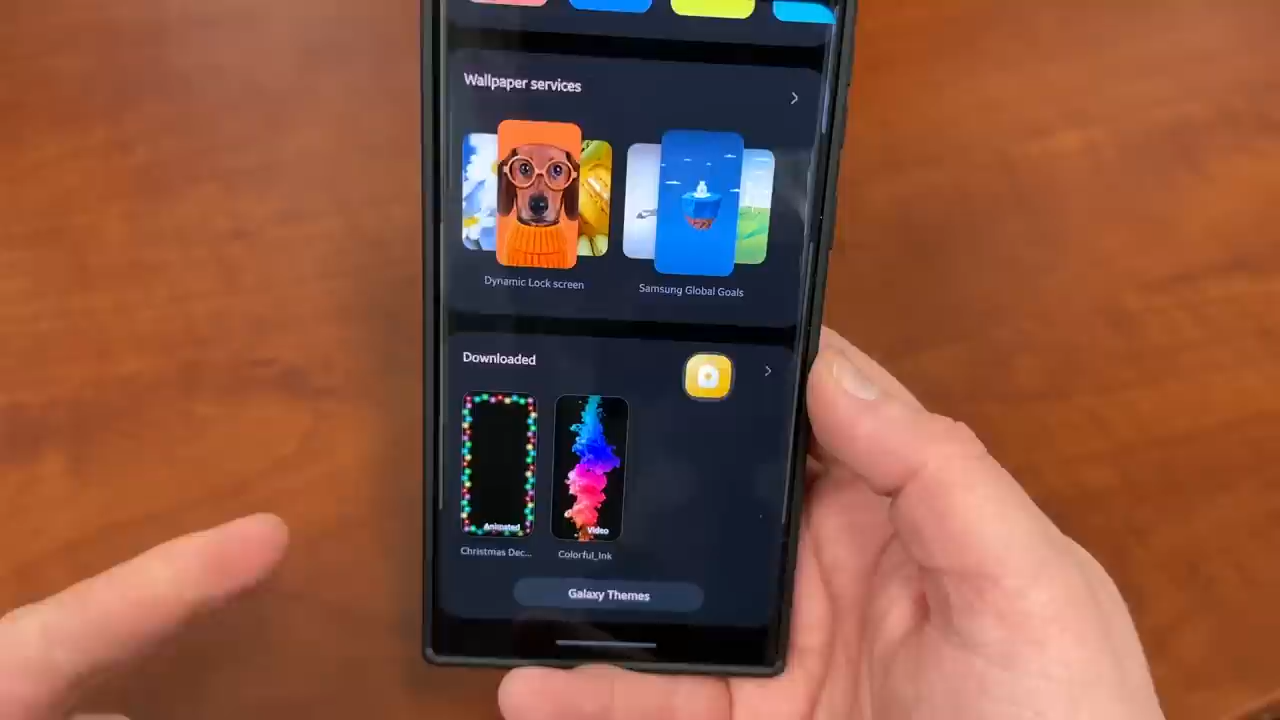 Wallpaper services
Dynamic Lock screen
Samsung Global Goals
Downloaded
Animated
Video
Christmas Dec...
Colorful_Ink
Galaxy Themes